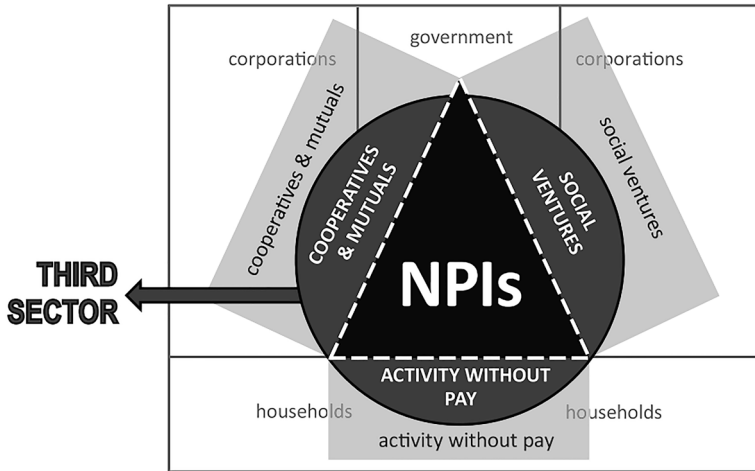 government
corporations
corporations
cooperatives & mutuals
social ventures
COOPERATIVES
& MUTUALS
SOCIAL
VENTURES
NPIs
THIRD
SECTOR
ACTIVITY WITHOUT
PAY
households
households
activity without pay